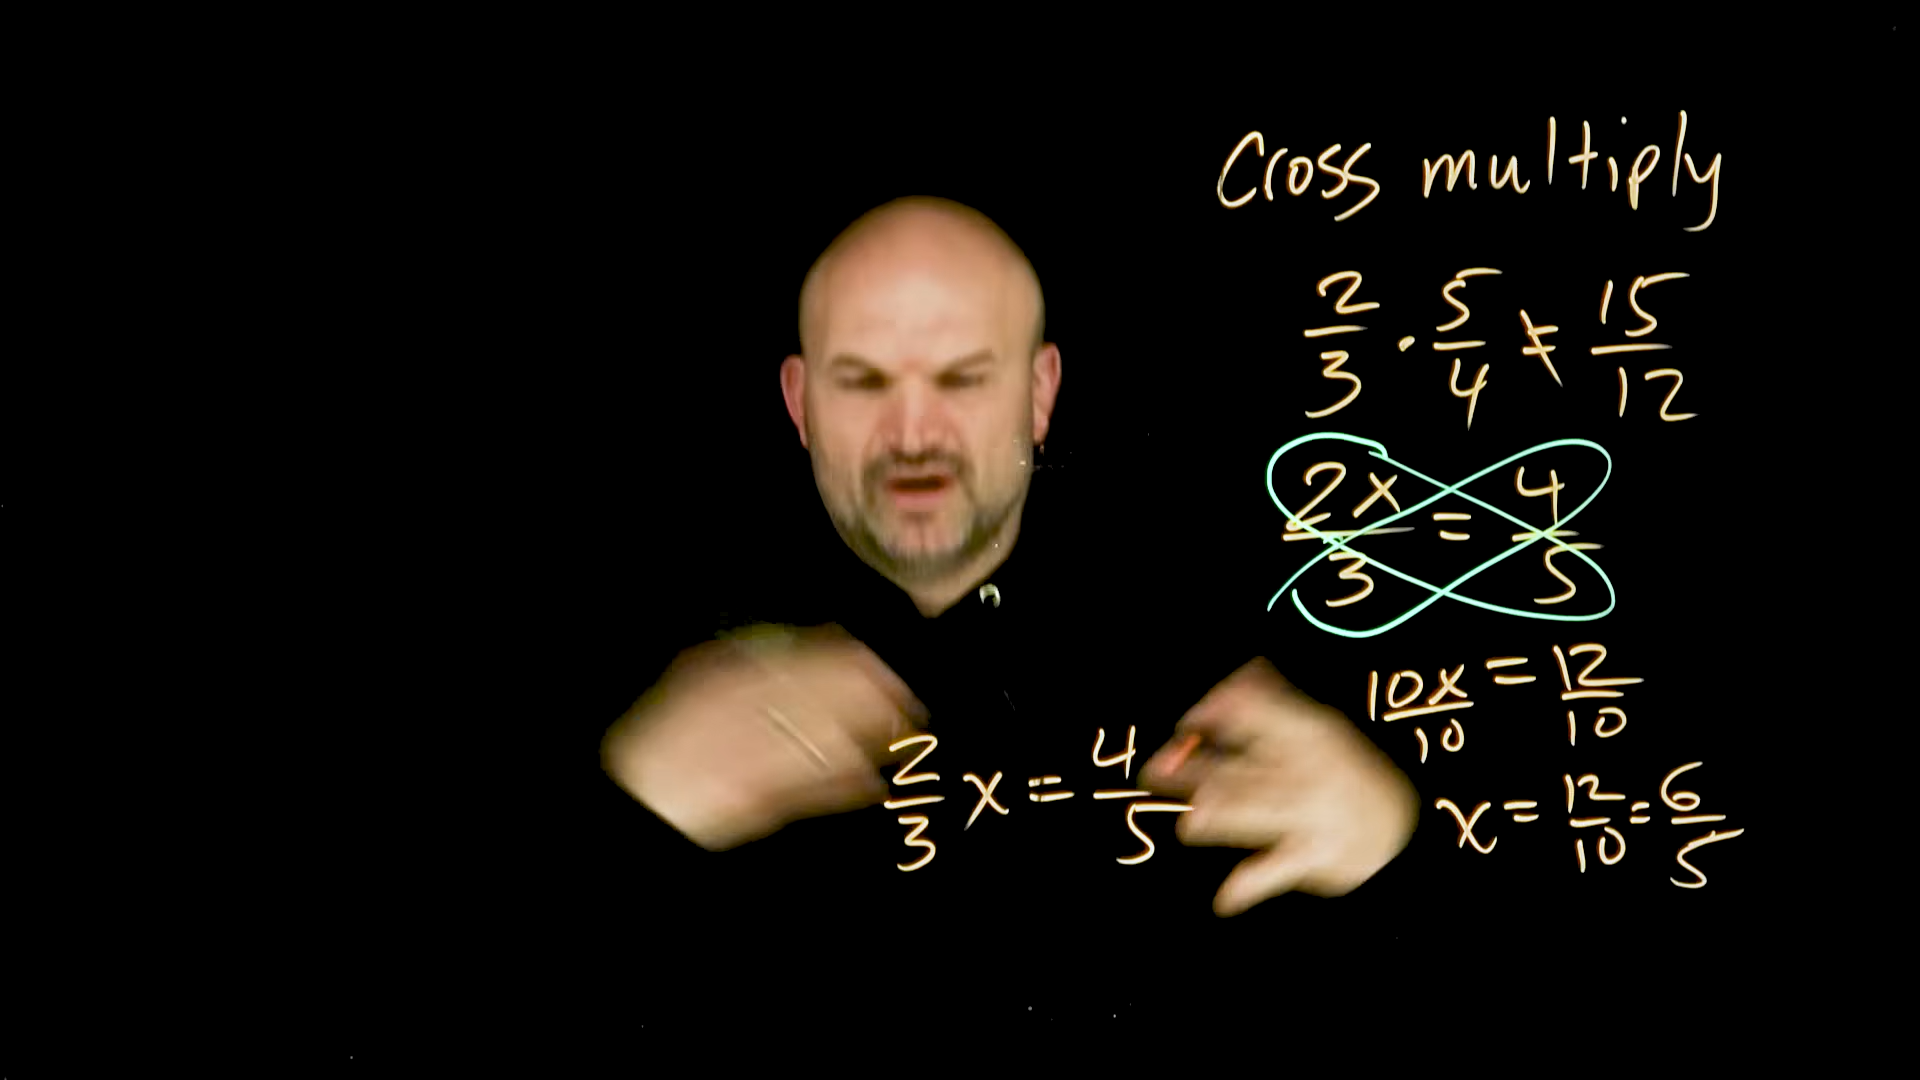 Cross multiply
2/3 · 5/4 ≠ 15/12
2x/3 = 4/5
10x/10 = 12/10
2/3 x = 4/5
x = 12/10 = 6/5